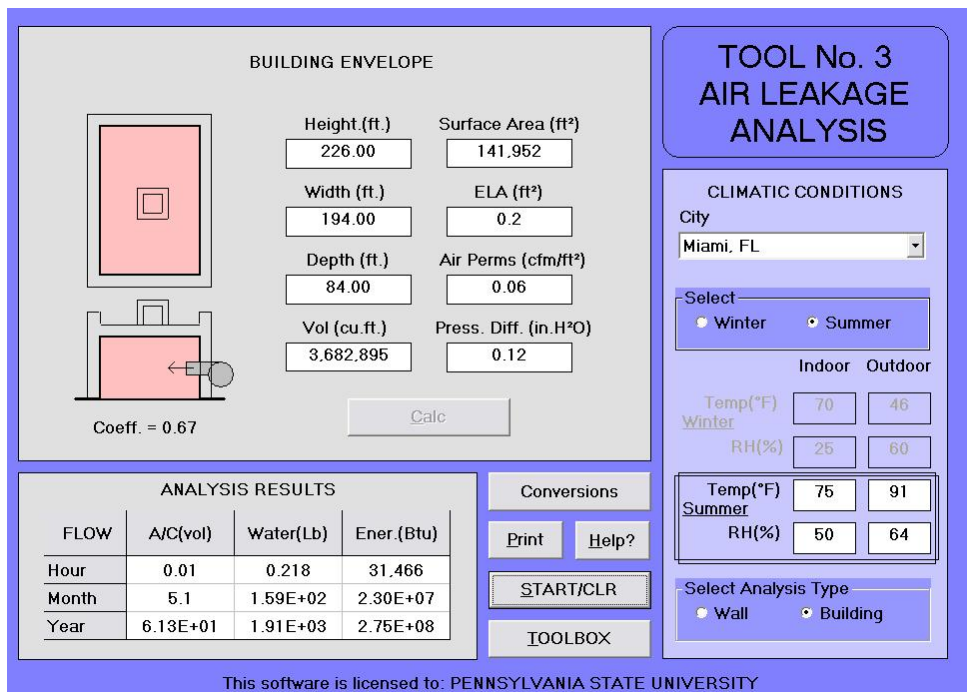 BUILDING ENVELOPE
Height.(ft.) Surface Area (ft²)
226.00 141,952
Width (ft.) ELA (ft²)
194.00 0.2
Depth (ft.) Air Perms (cfm/ft²)
84.00 0.06
Vol (cu.ft.) Press. Diff. (in.H²O)
3,682,895 0.12
Coeff. = 0.67
Calc
TOOL No. 3
AIR LEAKAGE
ANALYSIS
CLIMATIC CONDITIONS
City
Miami, FL
Select
Winter Summer
Indoor Outdoor
Temp(°F) 70 46
Winter
RH(%) 25 60
Temp(°F) 75 91
Summer
RH(%) 50 64
Select Analysis Type
Wall Building
ANALYSIS RESULTS
FLOW A/C(vol) Water(Lb) Ener.(Btu)
Hour 0.01 0.218 31,466
Month 5.1 1.59E+02 2.30E+07
Year 6.13E+01 1.91E+03 2.75E+08
Conversions
Print Help?
START/CLR
TOOLBOX
This software is licensed to: PENNSYLVANIA STATE UNIVERSITY